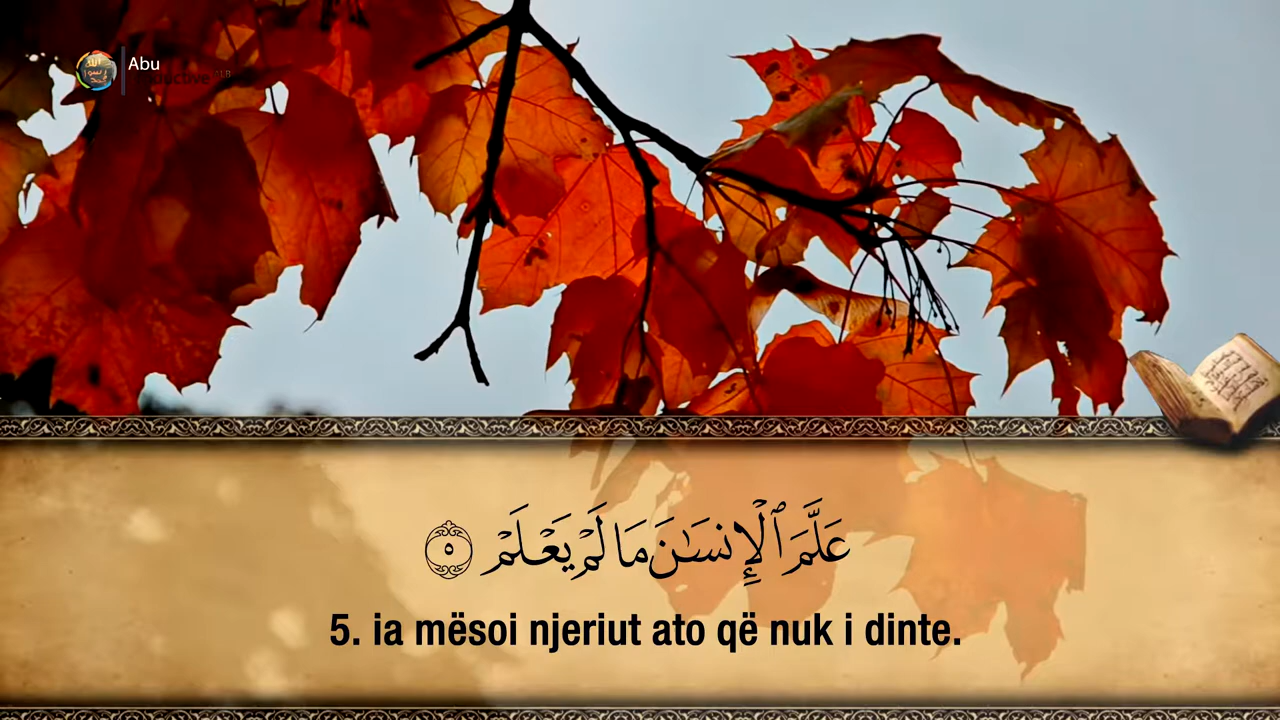 Abu
عَلَّمَ ٱلْإِنسَـٰنَ مَا لَمْ يَعْلَمْ ٥
5. ia mësoi njeriut ato që nuk i dinte.